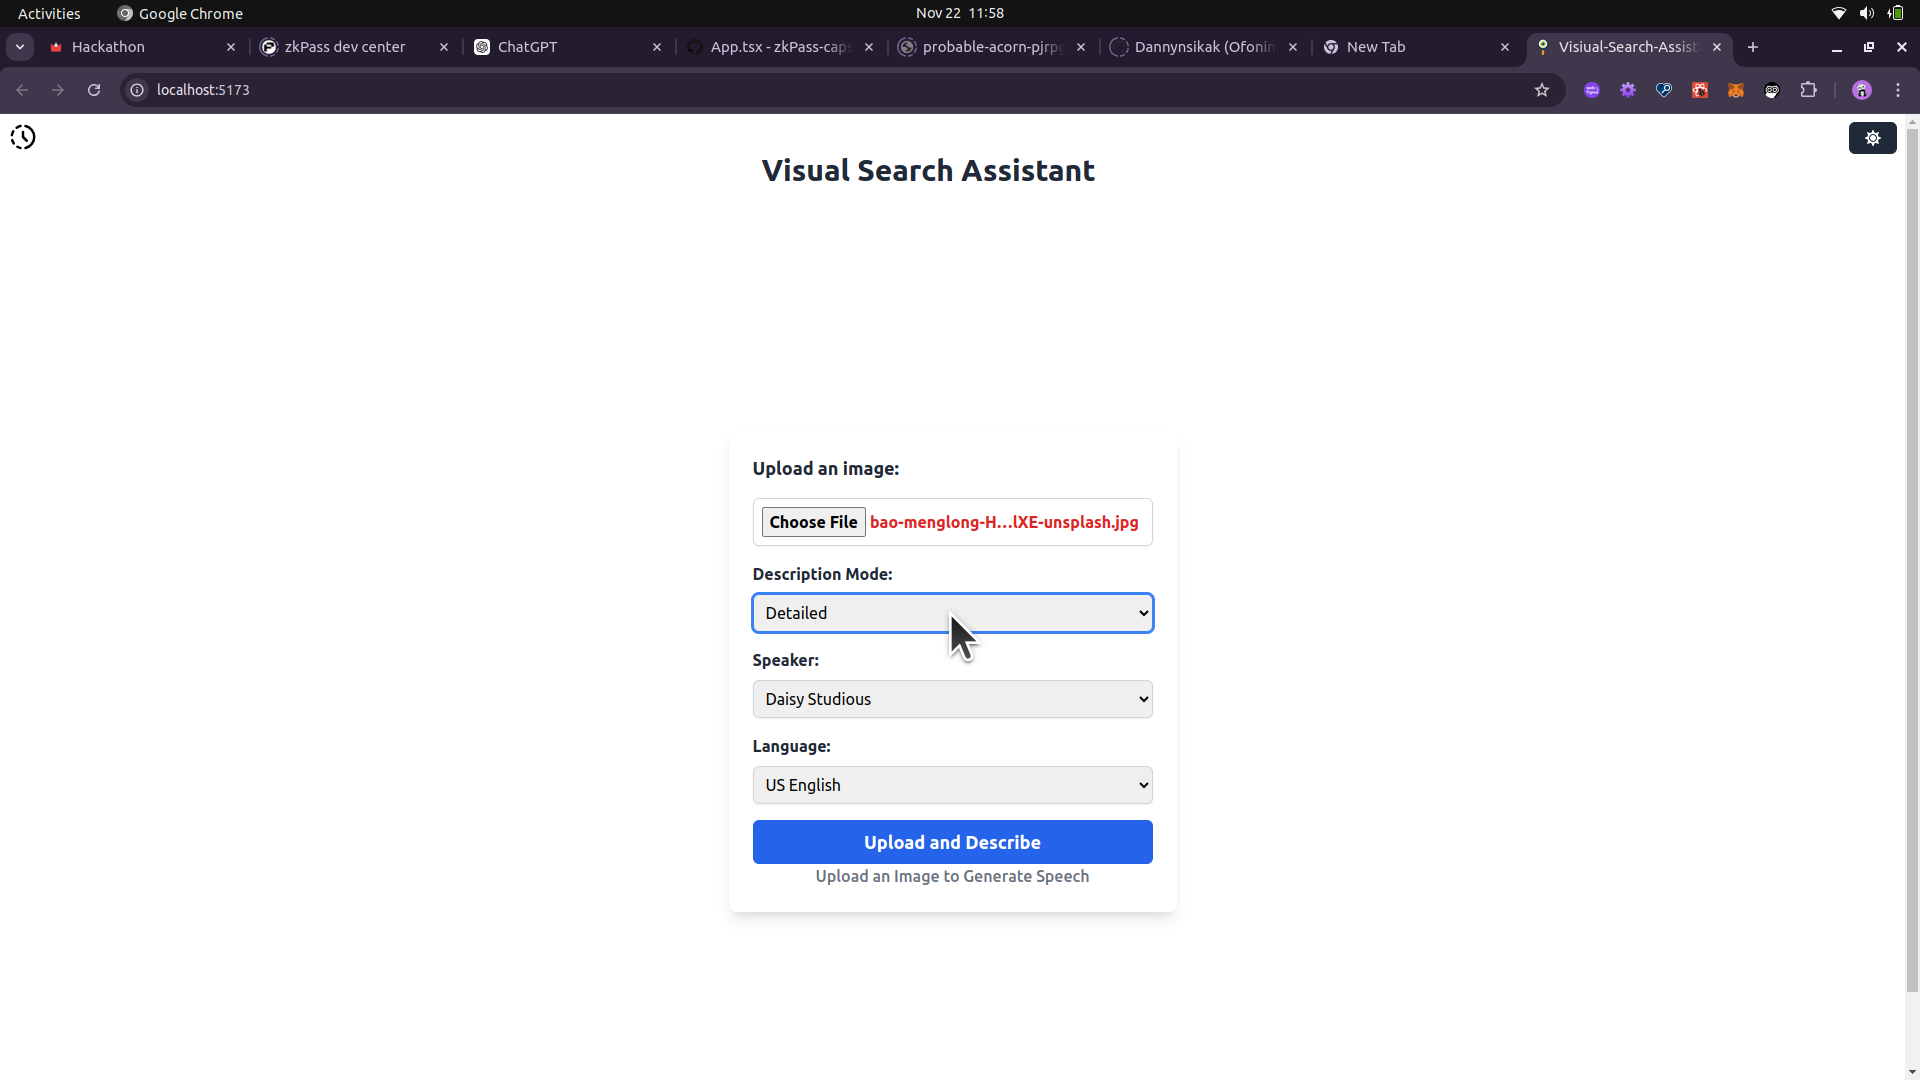 Activities Google Chrome Nov 22 11:58
Hackathon zkPass dev center ChatGPT App.tsx - zkPass-caps probable-acorn-pjrp Dannynsikak (Ofonim New Tab Visiual-Search-Assist
localhost:5173
Visual Search Assistant
Upload an image:
Choose File bao-menglong-H...lXE-unsplash.jpg
Description Mode:
Detailed
Speaker:
Daisy Studious
Language:
US English
Upload and Describe
Upload an Image to Generate Speech